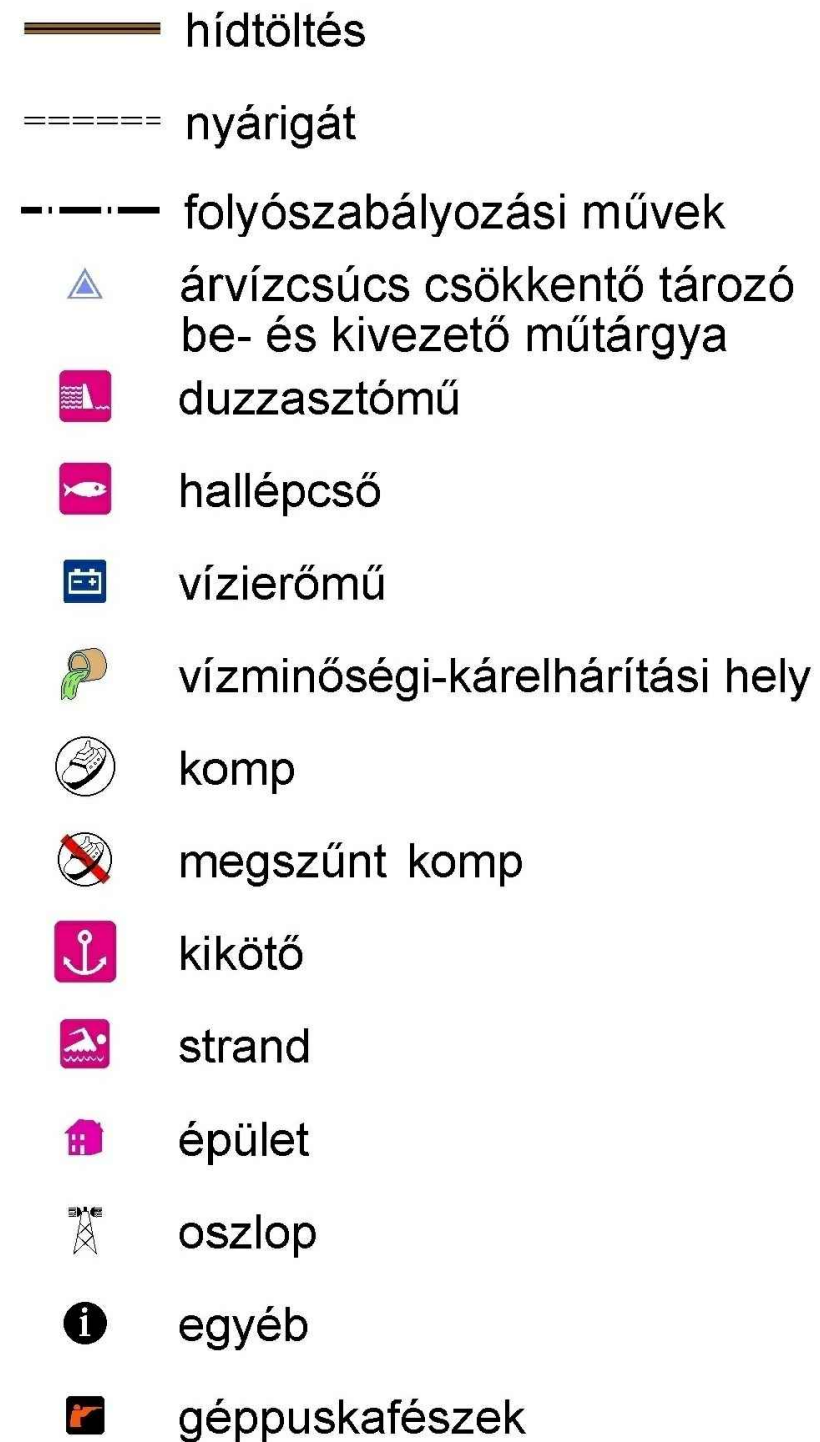 hídtöltés
nyárigát
folyószabályozási művek
árvízcsúcs csökkentő tározó
be- és kivezető műtárgya
duzzasztómű
hallépcső
vízierőmű
vízminőségi-kárelhárítási hely
komp
megszűnt komp
kikötő
strand
épület
oszlop
egyéb
géppuskafészek